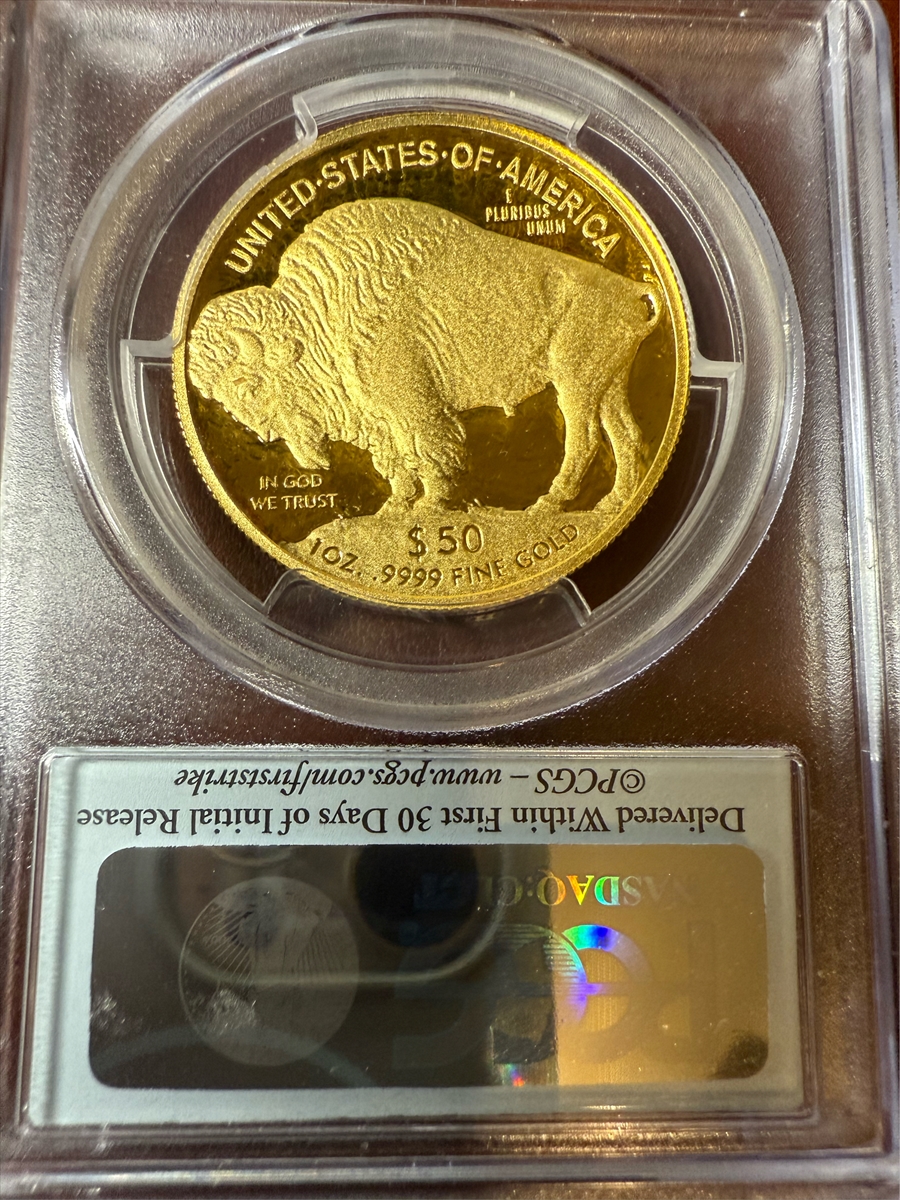 UNITED·STATES·OF·AMERICA
E
PLURIBUS
UNUM
IN GOD
WE TRUST
$50
1 OZ. .9999 FINE GOLD
Delivered Within First 30 Days of Initial Release
©PCGS – www.pcgs.com/firststrike